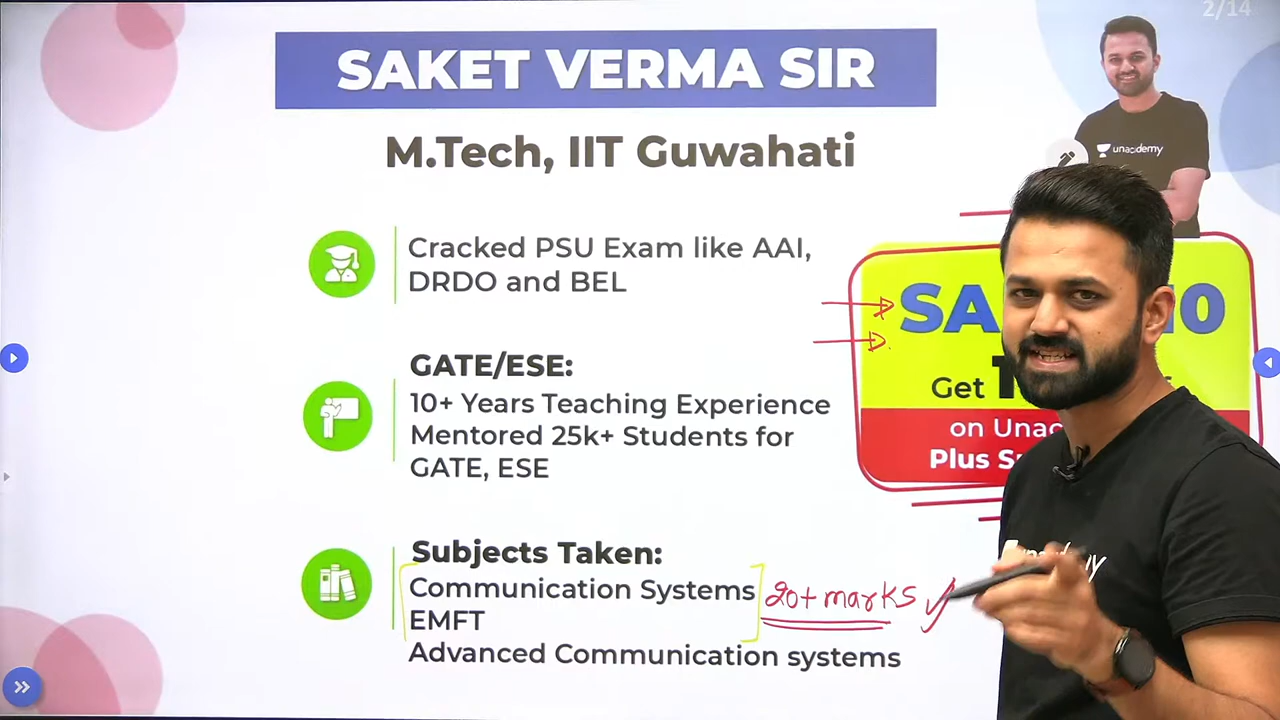 2/14
SAKET VERMA SIR
M.Tech, IIT Guwahati
unacademy
Cracked PSU Exam like AAI,
DRDO and BEL
GATE/ESE:
10+ Years Teaching Experience
Mentored 25k+ Students for
GATE, ESE
Get
on
Plus
Subjects Taken:
Communication Systems
EMFT
20+ marks
Advanced Communication systems